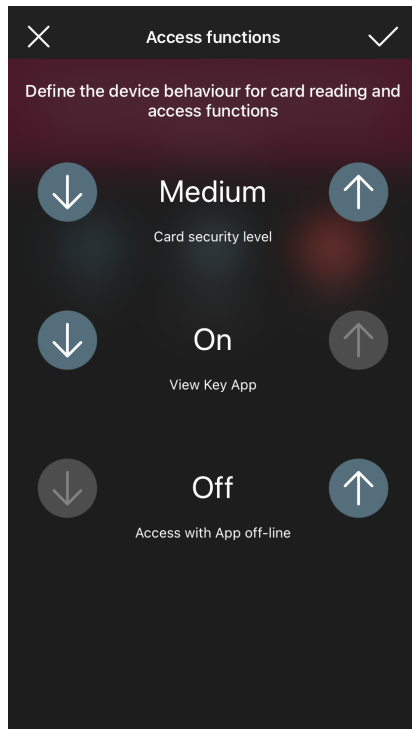 Access functions
Define the device behaviour for card reading and
access functions
Medium
Card security level
On
View Key App
Off
Access with App off-line